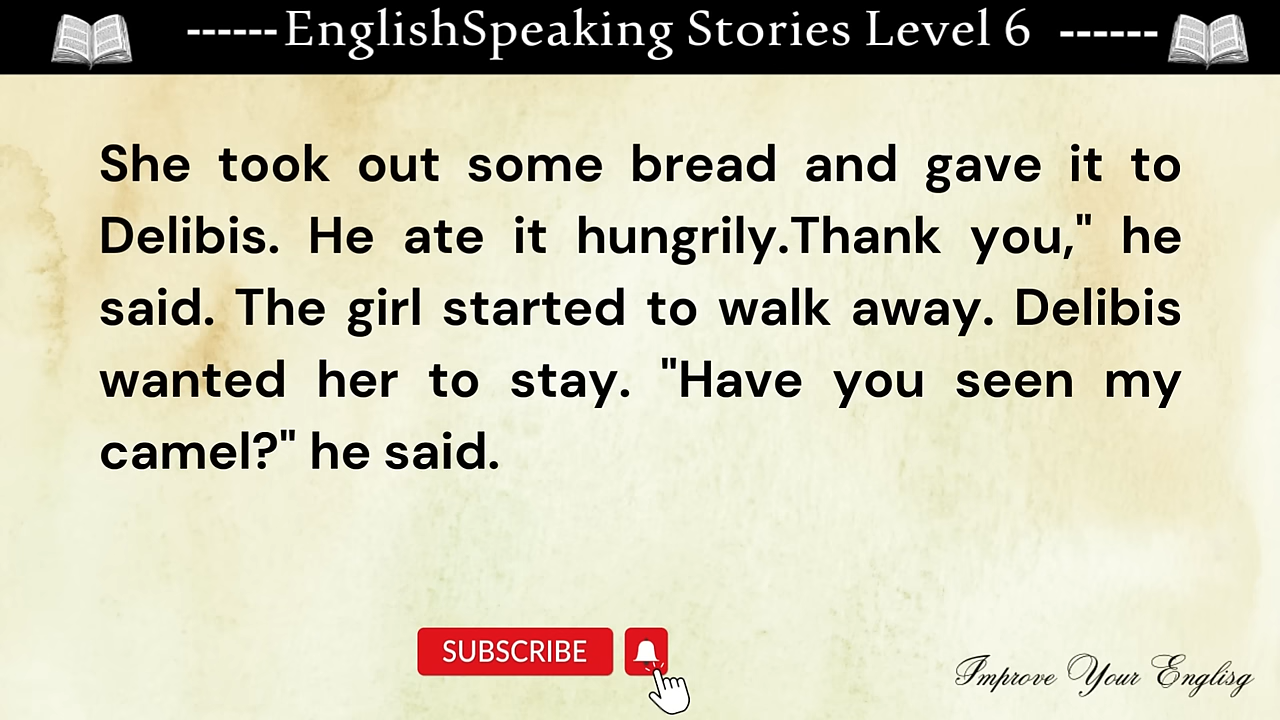 ------EnglishSpeaking Stories Level 6 ------
She took out some bread and gave it to
Delibis. He ate it hungrily.Thank you," he
said. The girl started to walk away. Delibis
wanted her to stay. "Have you seen my
camel?" he said.
SUBSCRIBE
Improve Your Englisg